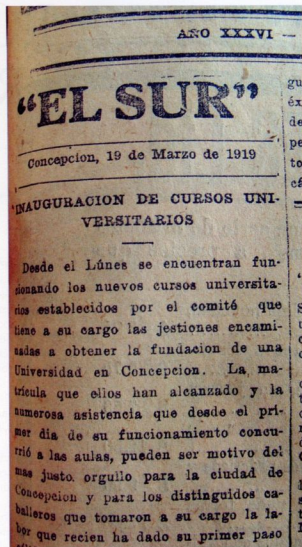 AÑO XXXVI —
"EL SUR"
Concepcion, 19 de Marzo de 1919
INAUGURACION DE CURSOS UNI-
VERSITARIOS
Desde el Lúnes se encuentran fun-
cionando los nuevos cursos universita-
rios establecidos por el comité que
tiene a su cargo las jestiones encami-
nadas a obtener la fundacion de una
Universidad en Concepcion. La ma-
trícula que ellos han alcanzado y la
numerosa asistencia que desde el pri-
mer dia de su funcionamiento concu-
rrió a las aulas, pueden ser motivo del
mas justo orgullo para la ciudad de
Concepcion y para los distinguidos ca-
balleros que tomaron a su cargo la la-
bor que recien ha dado su primer paso